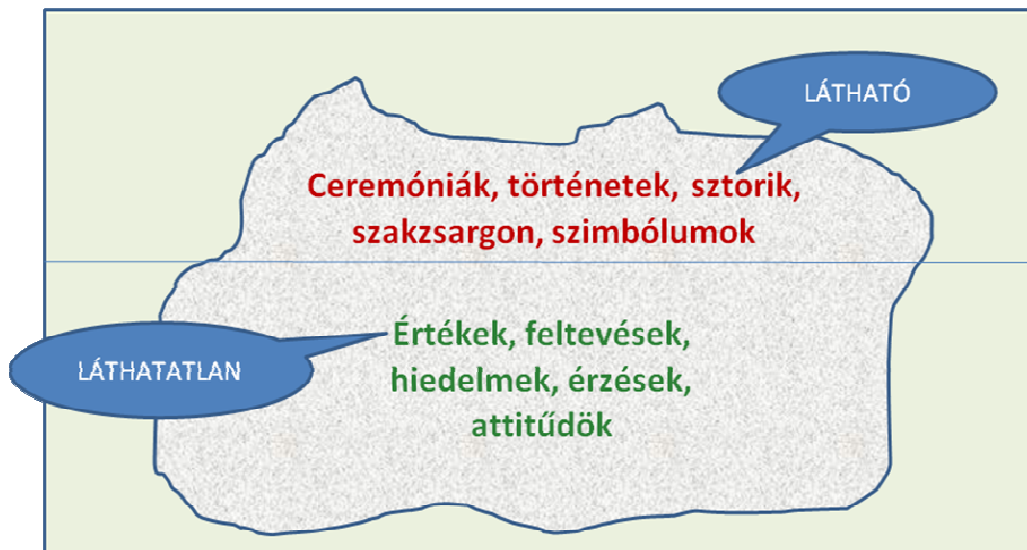 LÁTHATÓ
Ceremóniák, történetek, sztorik,
szakzsargon, szimbólumok
LÁTHATATLAN
Értékek, feltevések,
hiedelmek, érzések,
attitűdök